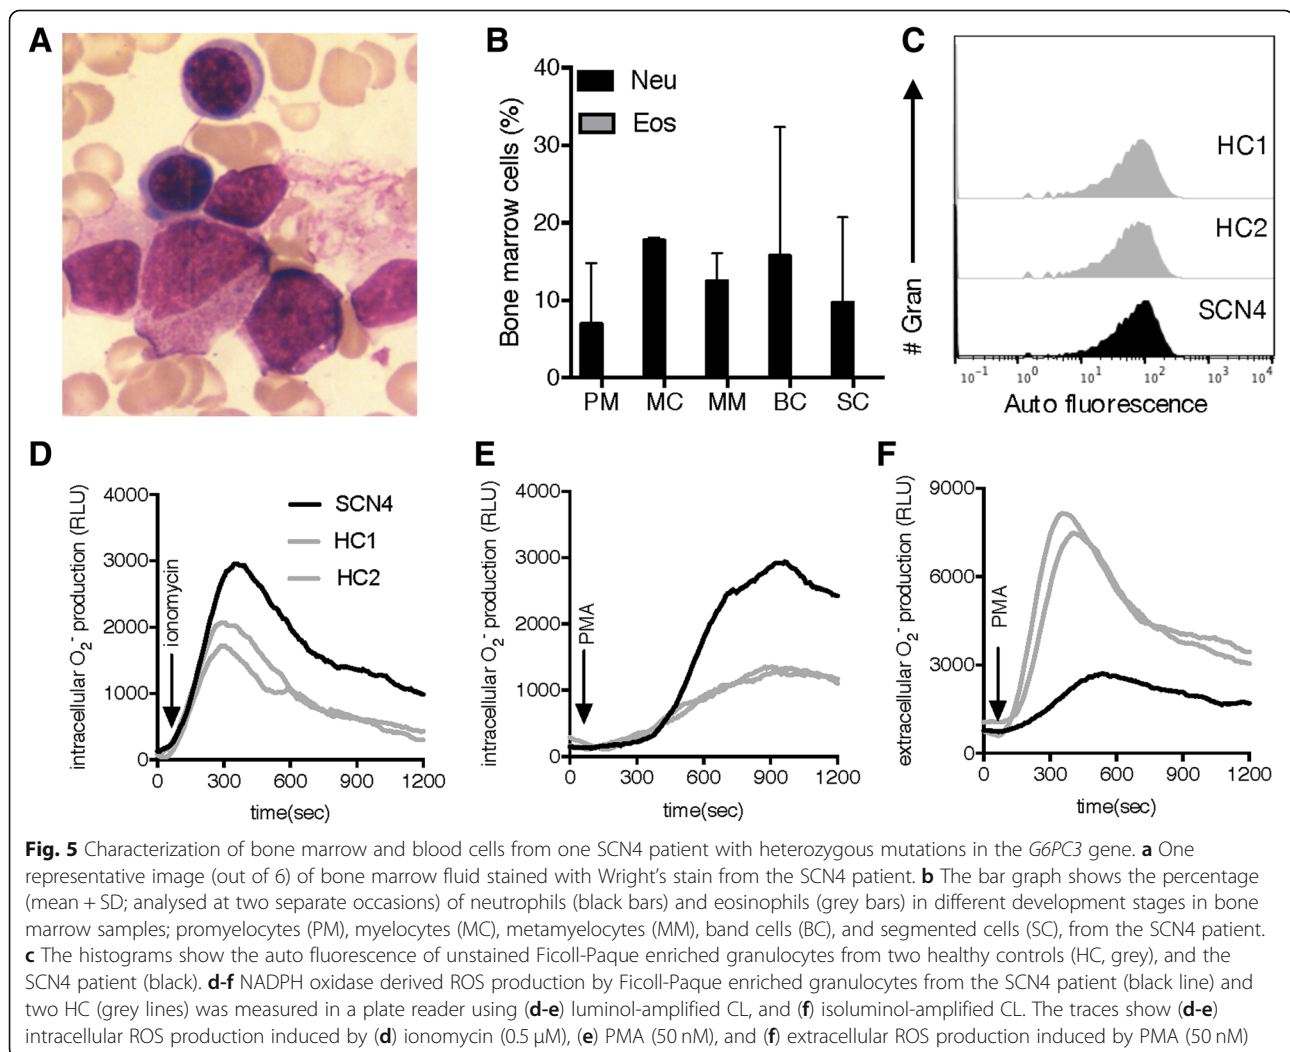 A
B
Bone marrow cells (%)
40
30
20
10
0
Neu
Eos
PM MC MM BC SC
C
# Gran
HC1
HC2
SCN4
10⁻¹ 10⁰ 10¹ 10² 10³ 10⁴
Auto fluorescence
D
intracellular O₂⁻ production (RLU)
4000
3000
2000
1000
0
ionomycin
SCN4
HC1
HC2
0 300 600 900 1200
time(sec)
E
intracellular O₂⁻ production (RLU)
4000
3000
2000
1000
0
PMA
0 300 600 900 1200
time(sec)
F
extracellular O₂⁻ production (RLU)
9000
6000
3000
0
PMA
0 300 600 900 1200
time(sec)
Fig. 5 Characterization of bone marrow and blood cells from one SCN4 patient with heterozygous mutations in the G6PC3 gene. a One
representative image (out of 6) of bone marrow fluid stained with Wright's stain from the SCN4 patient. b The bar graph shows the percentage
(mean + SD; analysed at two separate occasions) of neutrophils (black bars) and eosinophils (grey bars) in different development stages in bone
marrow samples; promyelocytes (PM), myelocytes (MC), metamyelocytes (MM), band cells (BC), and segmented cells (SC), from the SCN4 patient.
c The histograms show the auto fluorescence of unstained Ficoll-Paque enriched granulocytes from two healthy controls (HC, grey), and the
SCN4 patient (black). d-f NADPH oxidase derived ROS production by Ficoll-Paque enriched granulocytes from the SCN4 patient (black line) and
two HC (grey lines) was measured in a plate reader using (d-e) luminol-amplified CL, and (f) isoluminol-amplified CL. The traces show (d-e)
intracellular ROS production induced by (d) ionomycin (0.5 μM), (e) PMA (50 nM), and (f) extracellular ROS production induced by PMA (50 nM)